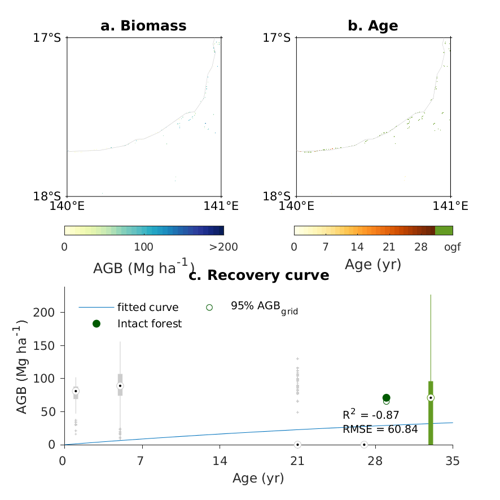 a. Biomass
b. Age
17°S
17°S
18°S
18°S
140°E
141°E
140°E
141°E
0
100
>200
0
7
14
21
28
ogf
AGB (Mg ha⁻¹)
Age (yr)
c. Recovery curve
fitted curve
95% AGBgrid
Intact forest
200
150
100
50
0
AGB (Mg ha⁻¹)
R² = -0.87
RMSE = 60.84
0
7
14
21
28
35
Age (yr)